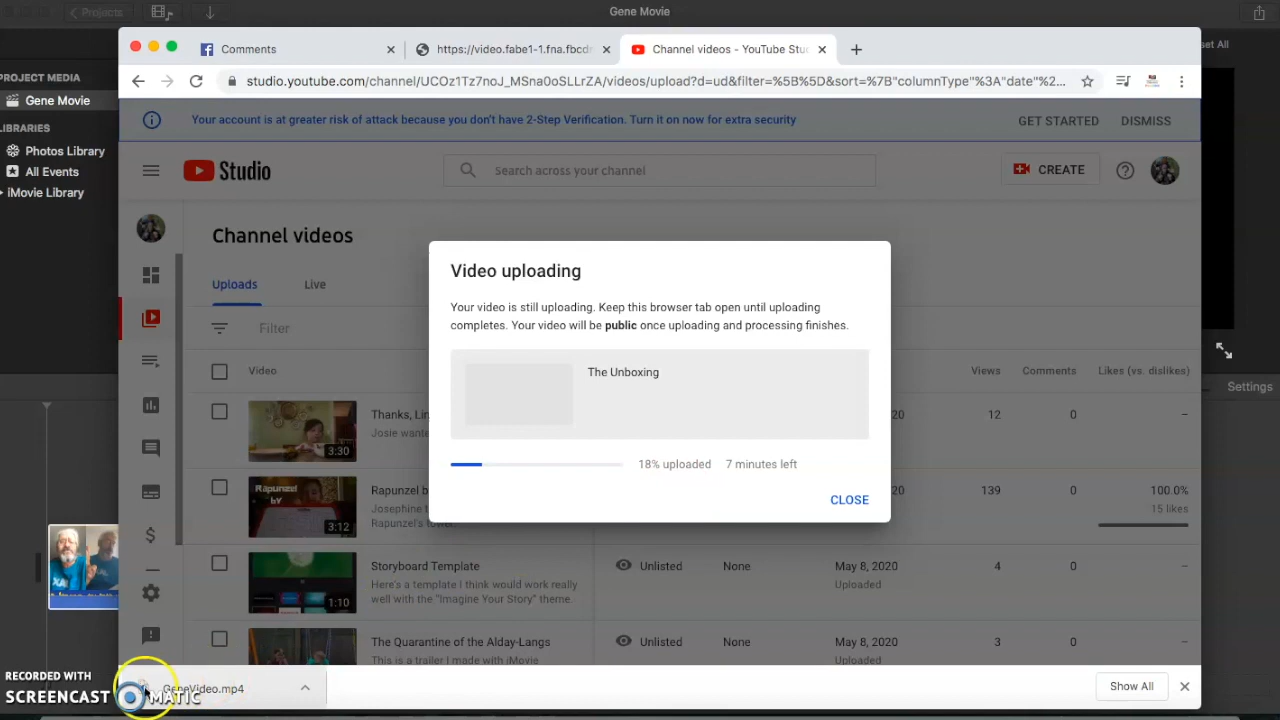 Projects
Gene Movie
Reset All
PROJECT MEDIA
Gene Movie
LIBRARIES
Photos Library
All Events
iMovie Library
Settings
Comments
https://video.fabe1-1.fna.fbcdn
Channel videos - YouTube Stu
studio.youtube.com/channel/UCOz1Tz7noJ_MSna0oSLLrZA/videos/upload?d=ud&filter=%5B%5D&sort=%7B"columnType"%3A"date"%2...
Your account is at greater risk of attack because you don't have 2-Step Verification. Turn it on now for extra security
GET STARTED
DISMISS
Studio
Search across your channel
CREATE
Channel videos
Uploads
Live
Filter
Video
Views
Comments
Likes (vs. dislikes)
Video uploading
Your video is still uploading. Keep this browser tab open until uploading
completes. Your video will be public once uploading and processing finishes.
The Unboxing
18% uploaded
7 minutes left
CLOSE
3:30
Thanks,
Josie wante
2020
12
0
–
Rapunzel
by
3:12
Rapunzel b
Josephine t
Rapunzel's
2020
139
0
100.0%
15 likes
1:10
Storyboard Template
Here's a template I think would work really
well with the "Imagine Your Story" theme.
Unlisted
None
May 8, 2020
Uploaded
4
0
–
The Quarantine of the Alday-Langs
This is a trailer I made with iMovie
Unlisted
None
May 8, 2020
Uploaded
3
0
–
GeneVideo.mp4
Show All
RECORDED WITH
SCREENCAST MATIC